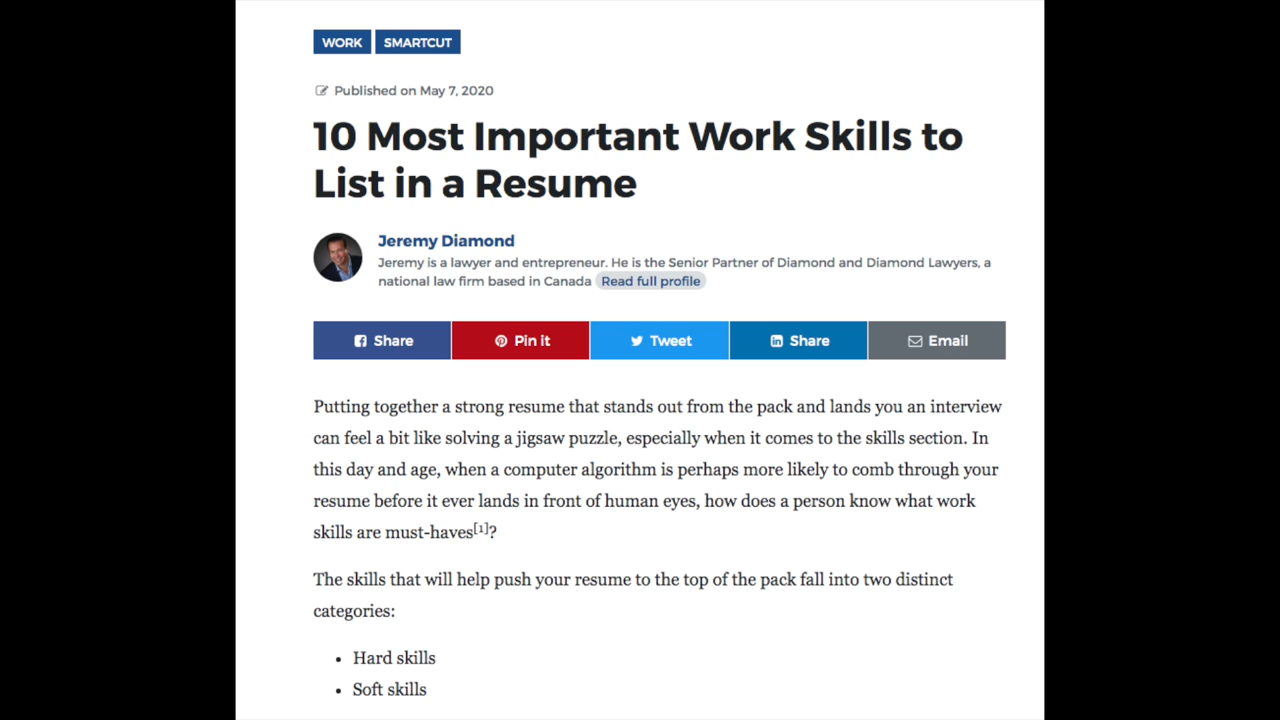 WORK SMARTCUT
Published on May 7, 2020
10 Most Important Work Skills to
List in a Resume
Jeremy Diamond
Jeremy is a lawyer and entrepreneur. He is the Senior Partner of Diamond and Diamond Lawyers, a
national law firm based in Canada Read full profile
Share Pin it Tweet Share Email
Putting together a strong resume that stands out from the pack and lands you an interview
can feel a bit like solving a jigsaw puzzle, especially when it comes to the skills section. In
this day and age, when a computer algorithm is perhaps more likely to comb through your
resume before it ever lands in front of human eyes, how does a person know what work
skills are must-haves[1]?
The skills that will help push your resume to the top of the pack fall into two distinct
categories:
• Hard skills
• Soft skills